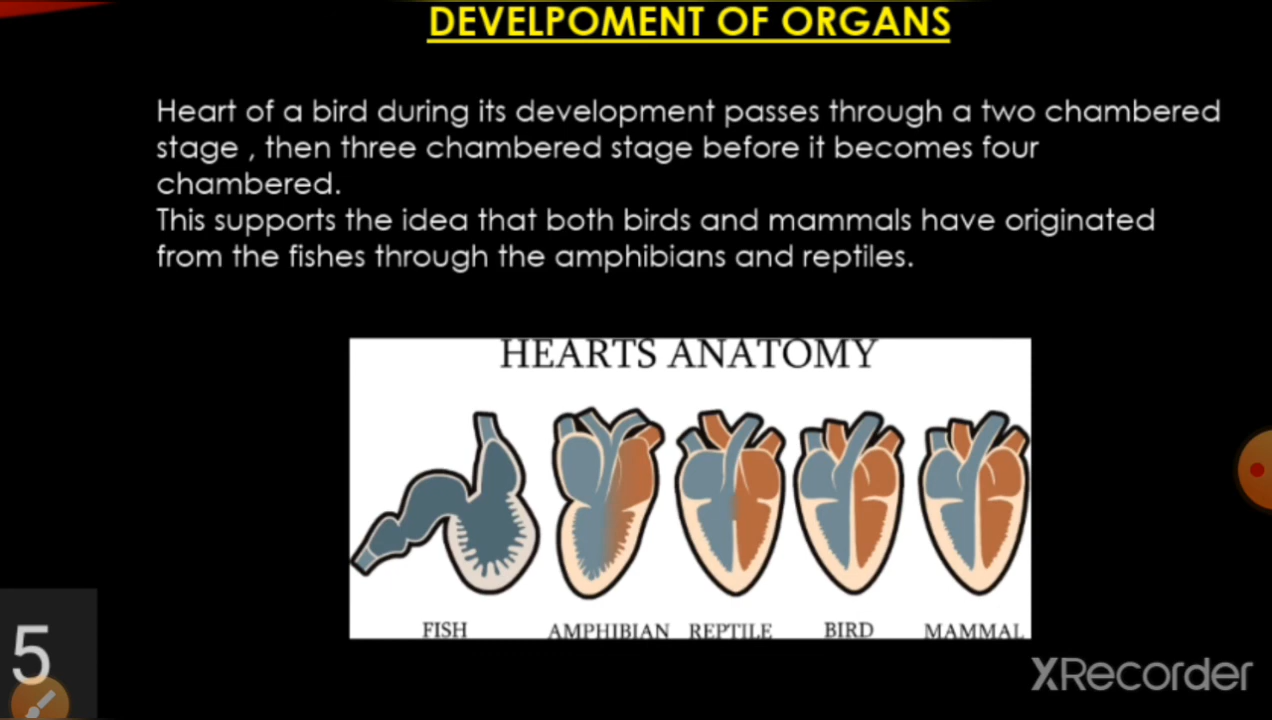 DEVELPOMENT OF ORGANS
Heart of a bird during its development passes through a two chambered
stage , then three chambered stage before it becomes four
chambered.
This supports the idea that both birds and mammals have originated
from the fishes through the amphibians and reptiles.
HEARTS ANATOMY
FISH AMPHIBIAN REPTILE BIRD MAMMAL
5
XRecorder